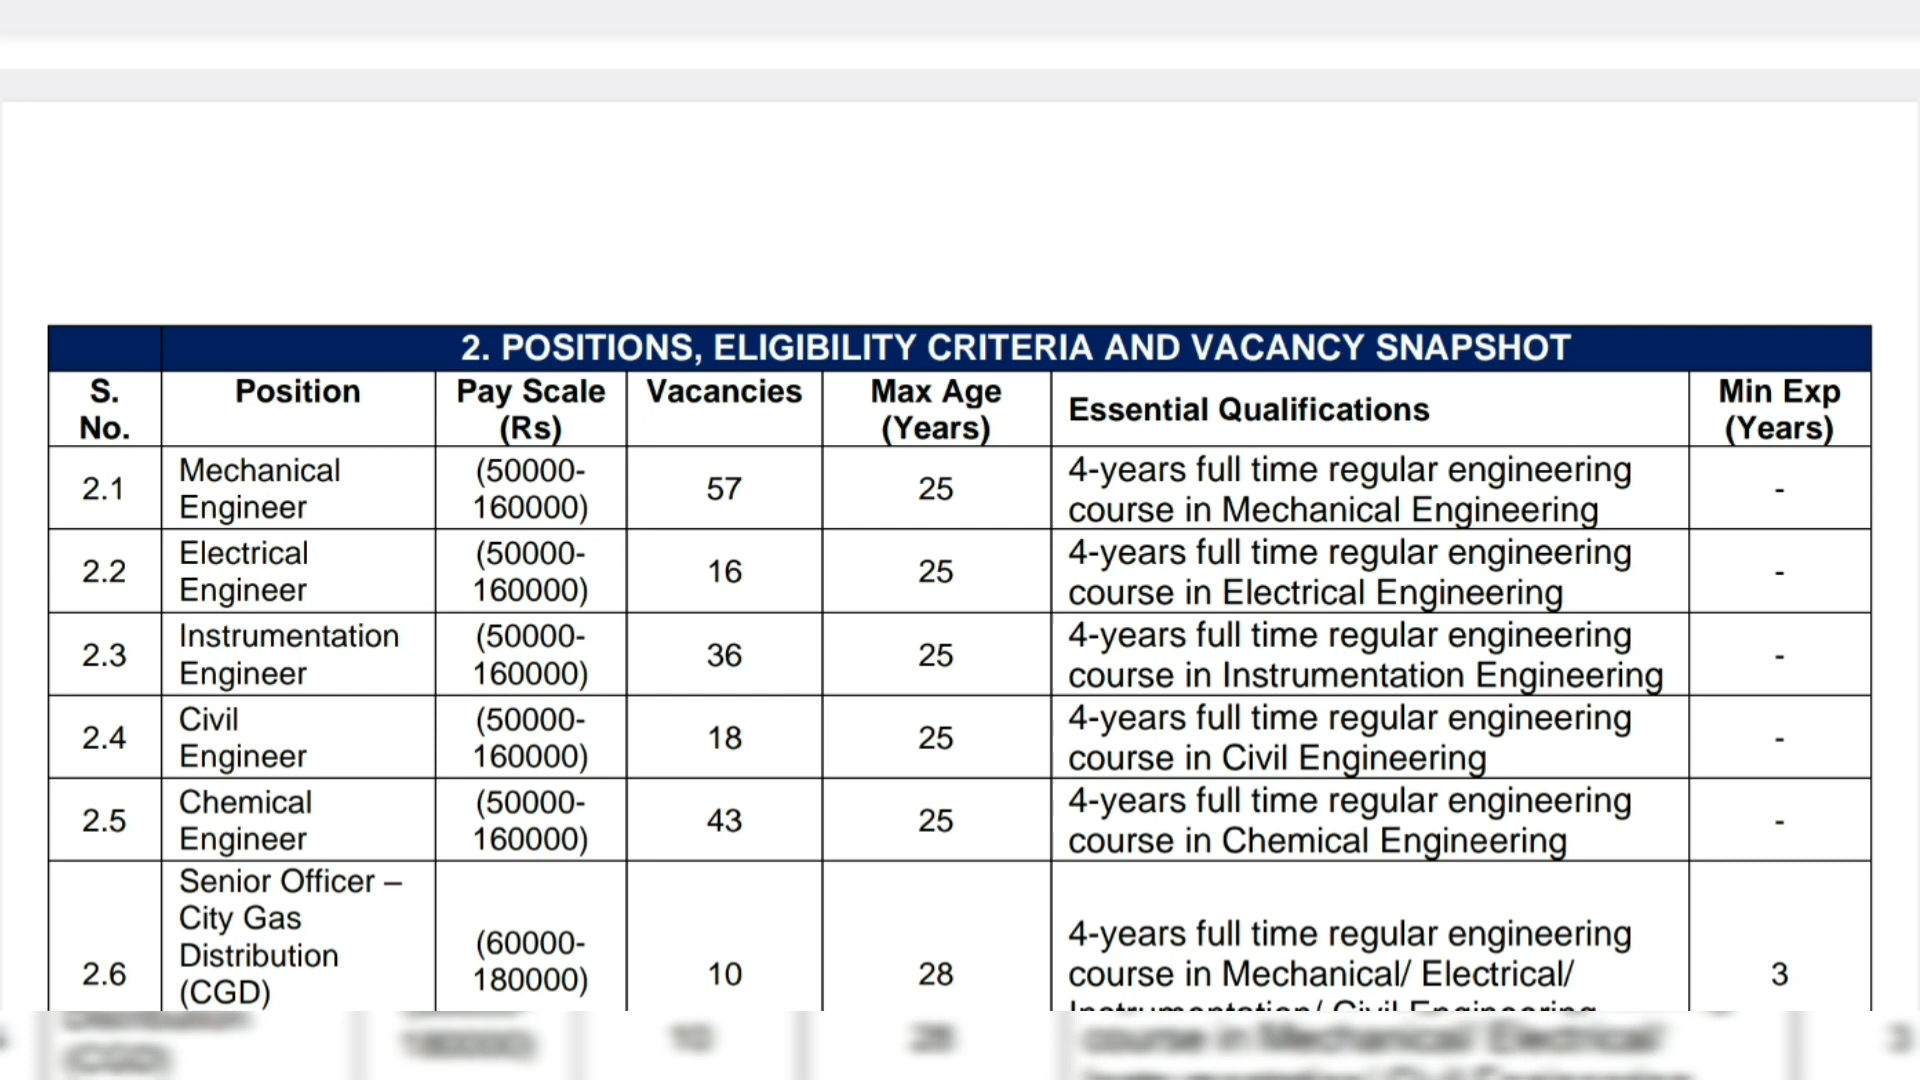 2. POSITIONS, ELIGIBILITY CRITERIA AND VACANCY SNAPSHOT
S. No. Position Pay Scale (Rs) Vacancies Max Age (Years) Essential Qualifications Min Exp (Years)
2.1 Mechanical Engineer (50000-160000) 57 25 4-years full time regular engineering course in Mechanical Engineering -
2.2 Electrical Engineer (50000-160000) 16 25 4-years full time regular engineering course in Electrical Engineering -
2.3 Instrumentation Engineer (50000-160000) 36 25 4-years full time regular engineering course in Instrumentation Engineering -
2.4 Civil Engineer (50000-160000) 18 25 4-years full time regular engineering course in Civil Engineering -
2.5 Chemical Engineer (50000-160000) 43 25 4-years full time regular engineering course in Chemical Engineering -
2.6 Senior Officer – City Gas Distribution (CGD) (60000-180000) 10 28 4-years full time regular engineering course in Mechanical/ Electrical/ Instrumentation/ Civil Engineering 3